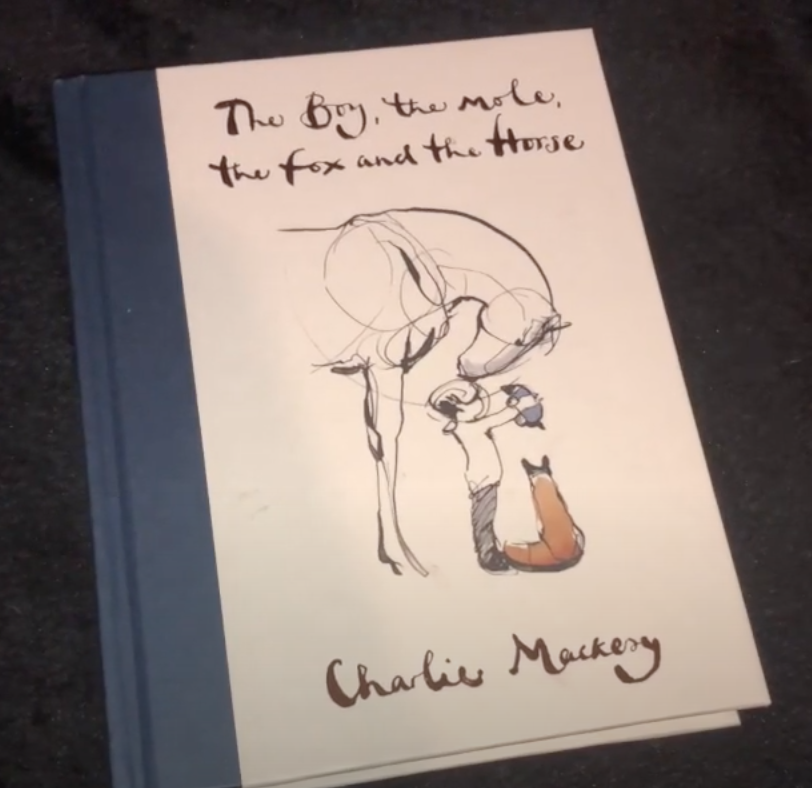 The Boy, the mole,
the fox and the Horse
Charlie Mackesy